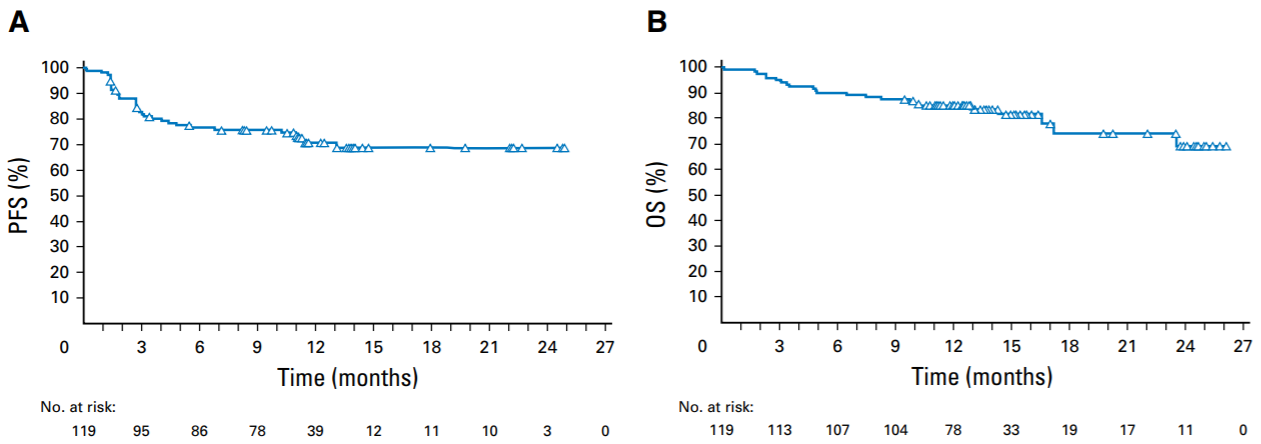 A
PFS (%)
100
90
80
70
60
50
40
30
20
10
0 3 6 9 12 15 18 21 24 27
Time (months)
No. at risk:
119 95 86 78 39 12 11 10 3 0
B
OS (%)
100
90
80
70
60
50
40
30
20
10
0 3 6 9 12 15 18 21 24 27
Time (months)
No. at risk:
119 113 107 104 78 33 19 17 11 0